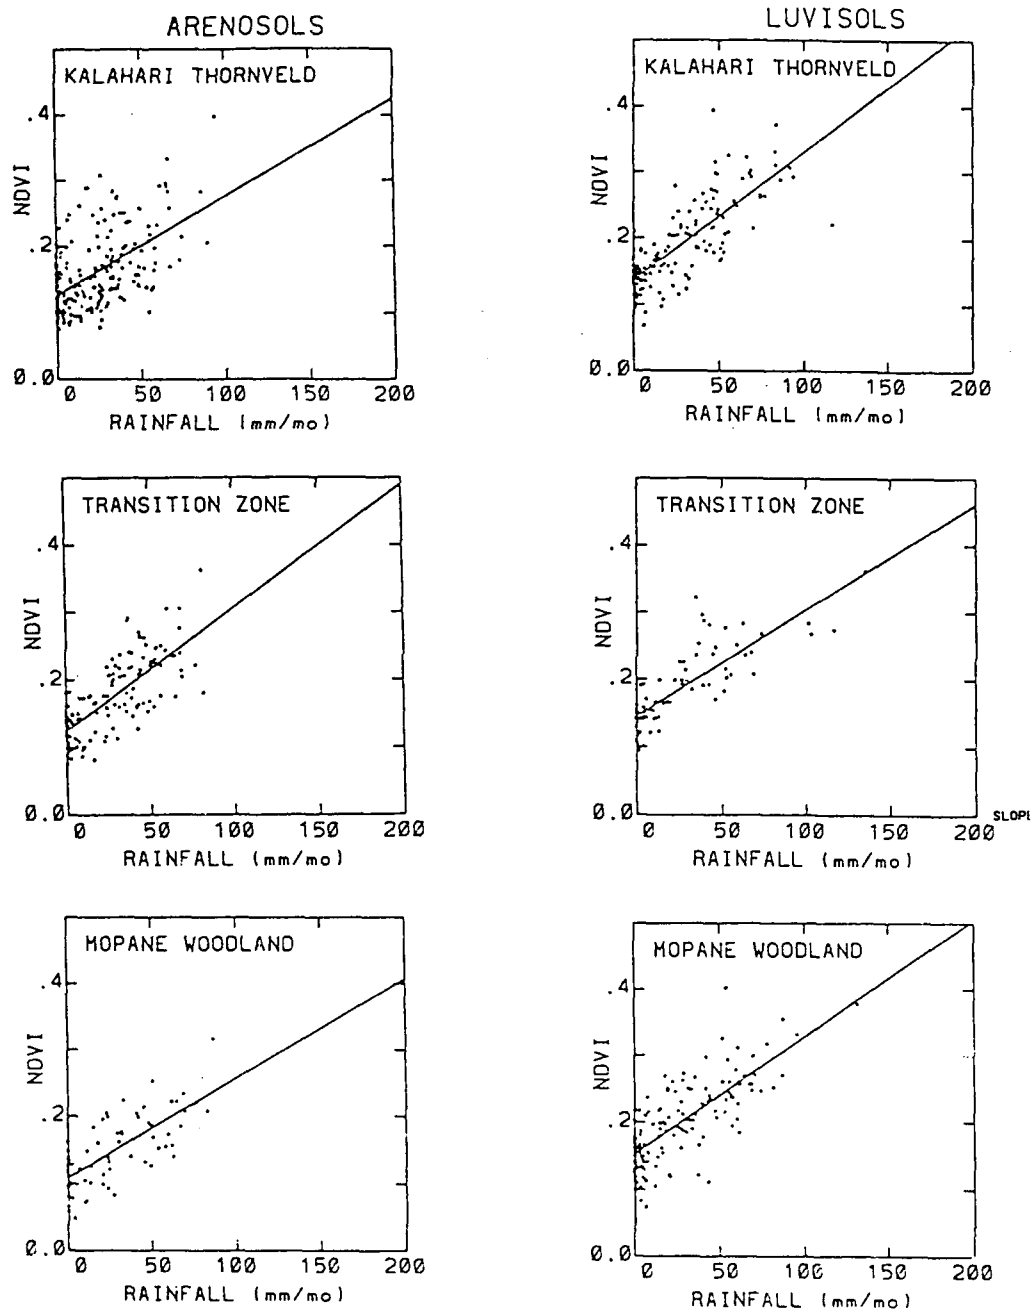 ARENOSOLS
LUVISOLS
KALAHARI THORNVELD
.4
NDVI
.2
0.0
0 50 100 150 200
RAINFALL (mm/mo)
KALAHARI THORNVELD
.4
NDVI
.2
0.0
0 50 100 150 200
RAINFALL (mm/mo)
TRANSITION ZONE
.4
NDVI
.2
0.0
0 50 100 150 200
RAINFALL (mm/mo)
TRANSITION ZONE
.4
NDVI
.2
0.0
0 50 100 150 200
RAINFALL (mm/mo)
MOPANE WOODLAND
.4
NDVI
.2
0.0
0 50 100 150 200
RAINFALL (mm/mo)
MOPANE WOODLAND
.4
NDVI
.2
0.0
0 50 100 150 200
RAINFALL (mm/mo)